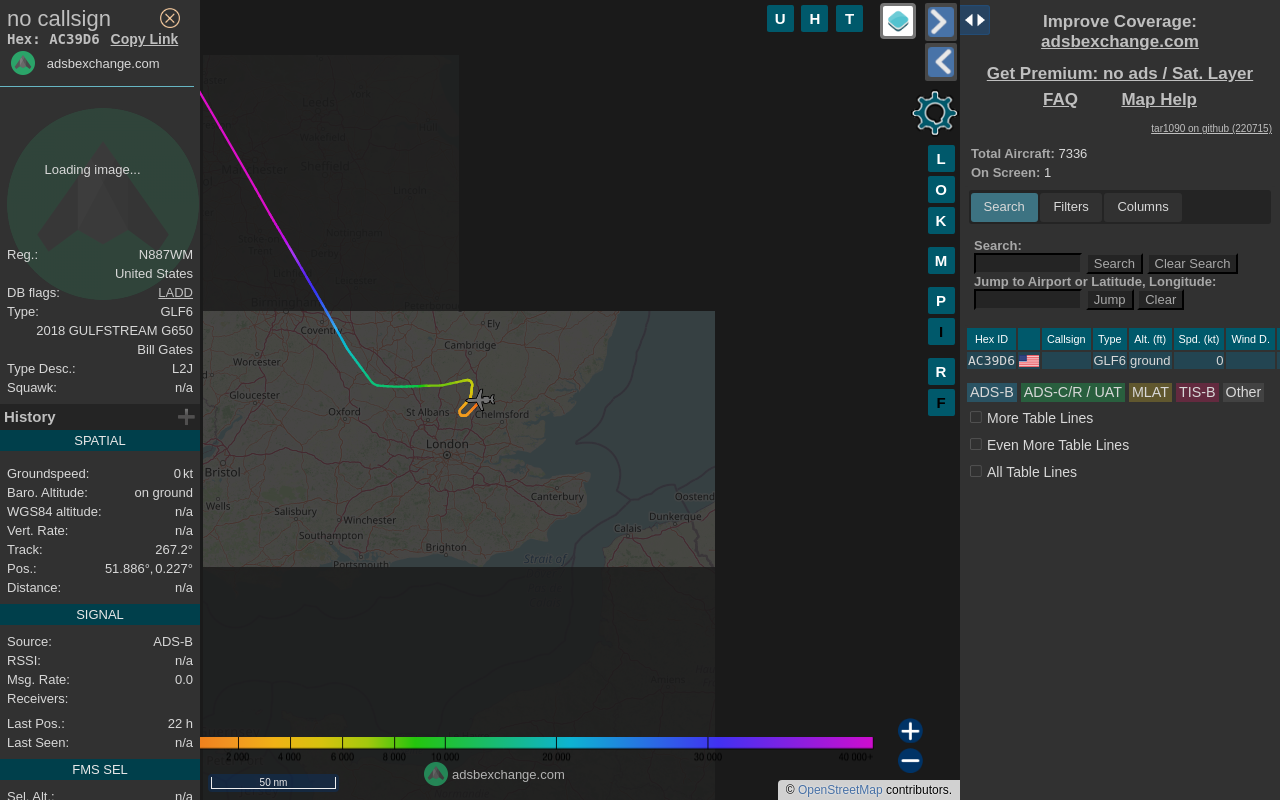 no callsign
Hex: AC39D6 Copy Link
adsbexchange.com
Loading image...
Reg.: N887WM
United States
DB flags: LADD
Type: GLF6
2018 GULFSTREAM G650
Bill Gates
Type Desc.: L2J
Squawk: n/a
History
SPATIAL
Groundspeed: 0 kt
Baro. Altitude: on ground
WGS84 altitude: n/a
Vert. Rate: n/a
Track: 267.2°
Pos.: 51.886°, 0.227°
Distance: n/a
SIGNAL
Source: ADS-B
RSSI: n/a
Msg. Rate: 0.0
Receivers:
Last Pos.: 22 h
Last Seen: n/a
FMS SEL
Sel. Alt.: n/a
U H T
L
O
K
M
P
I
R
F
Coventry
Ely
Cambridge
Worcester
Gloucester
Oxford
St Albans
Chelmsford
London
Bristol
Wells
Salisbury
Winchester
Southampton
Portsmouth
Brighton
Canterbury
Strait of
Calais
Dunkerque
Oostend
2 000 4 000 6 000 8 000 10 000 20 000 30 000 40 000+
50 nm
adsbexchange.com
© OpenStreetMap contributors.
Improve Coverage:
adsbexchange.com
Get Premium: no ads / Sat. Layer
FAQ Map Help
tar1090 on github (220715)
Total Aircraft: 7336
On Screen: 1
Search Filters Columns
Search:
Search Clear Search
Jump to Airport or Latitude, Longitude:
Jump Clear
Hex ID Callsign Type Alt. (ft) Spd. (kt) Wind D.
AC39D6 GLF6 ground 0
ADS-B ADS-C/R / UAT MLAT TIS-B Other
More Table Lines
Even More Table Lines
All Table Lines